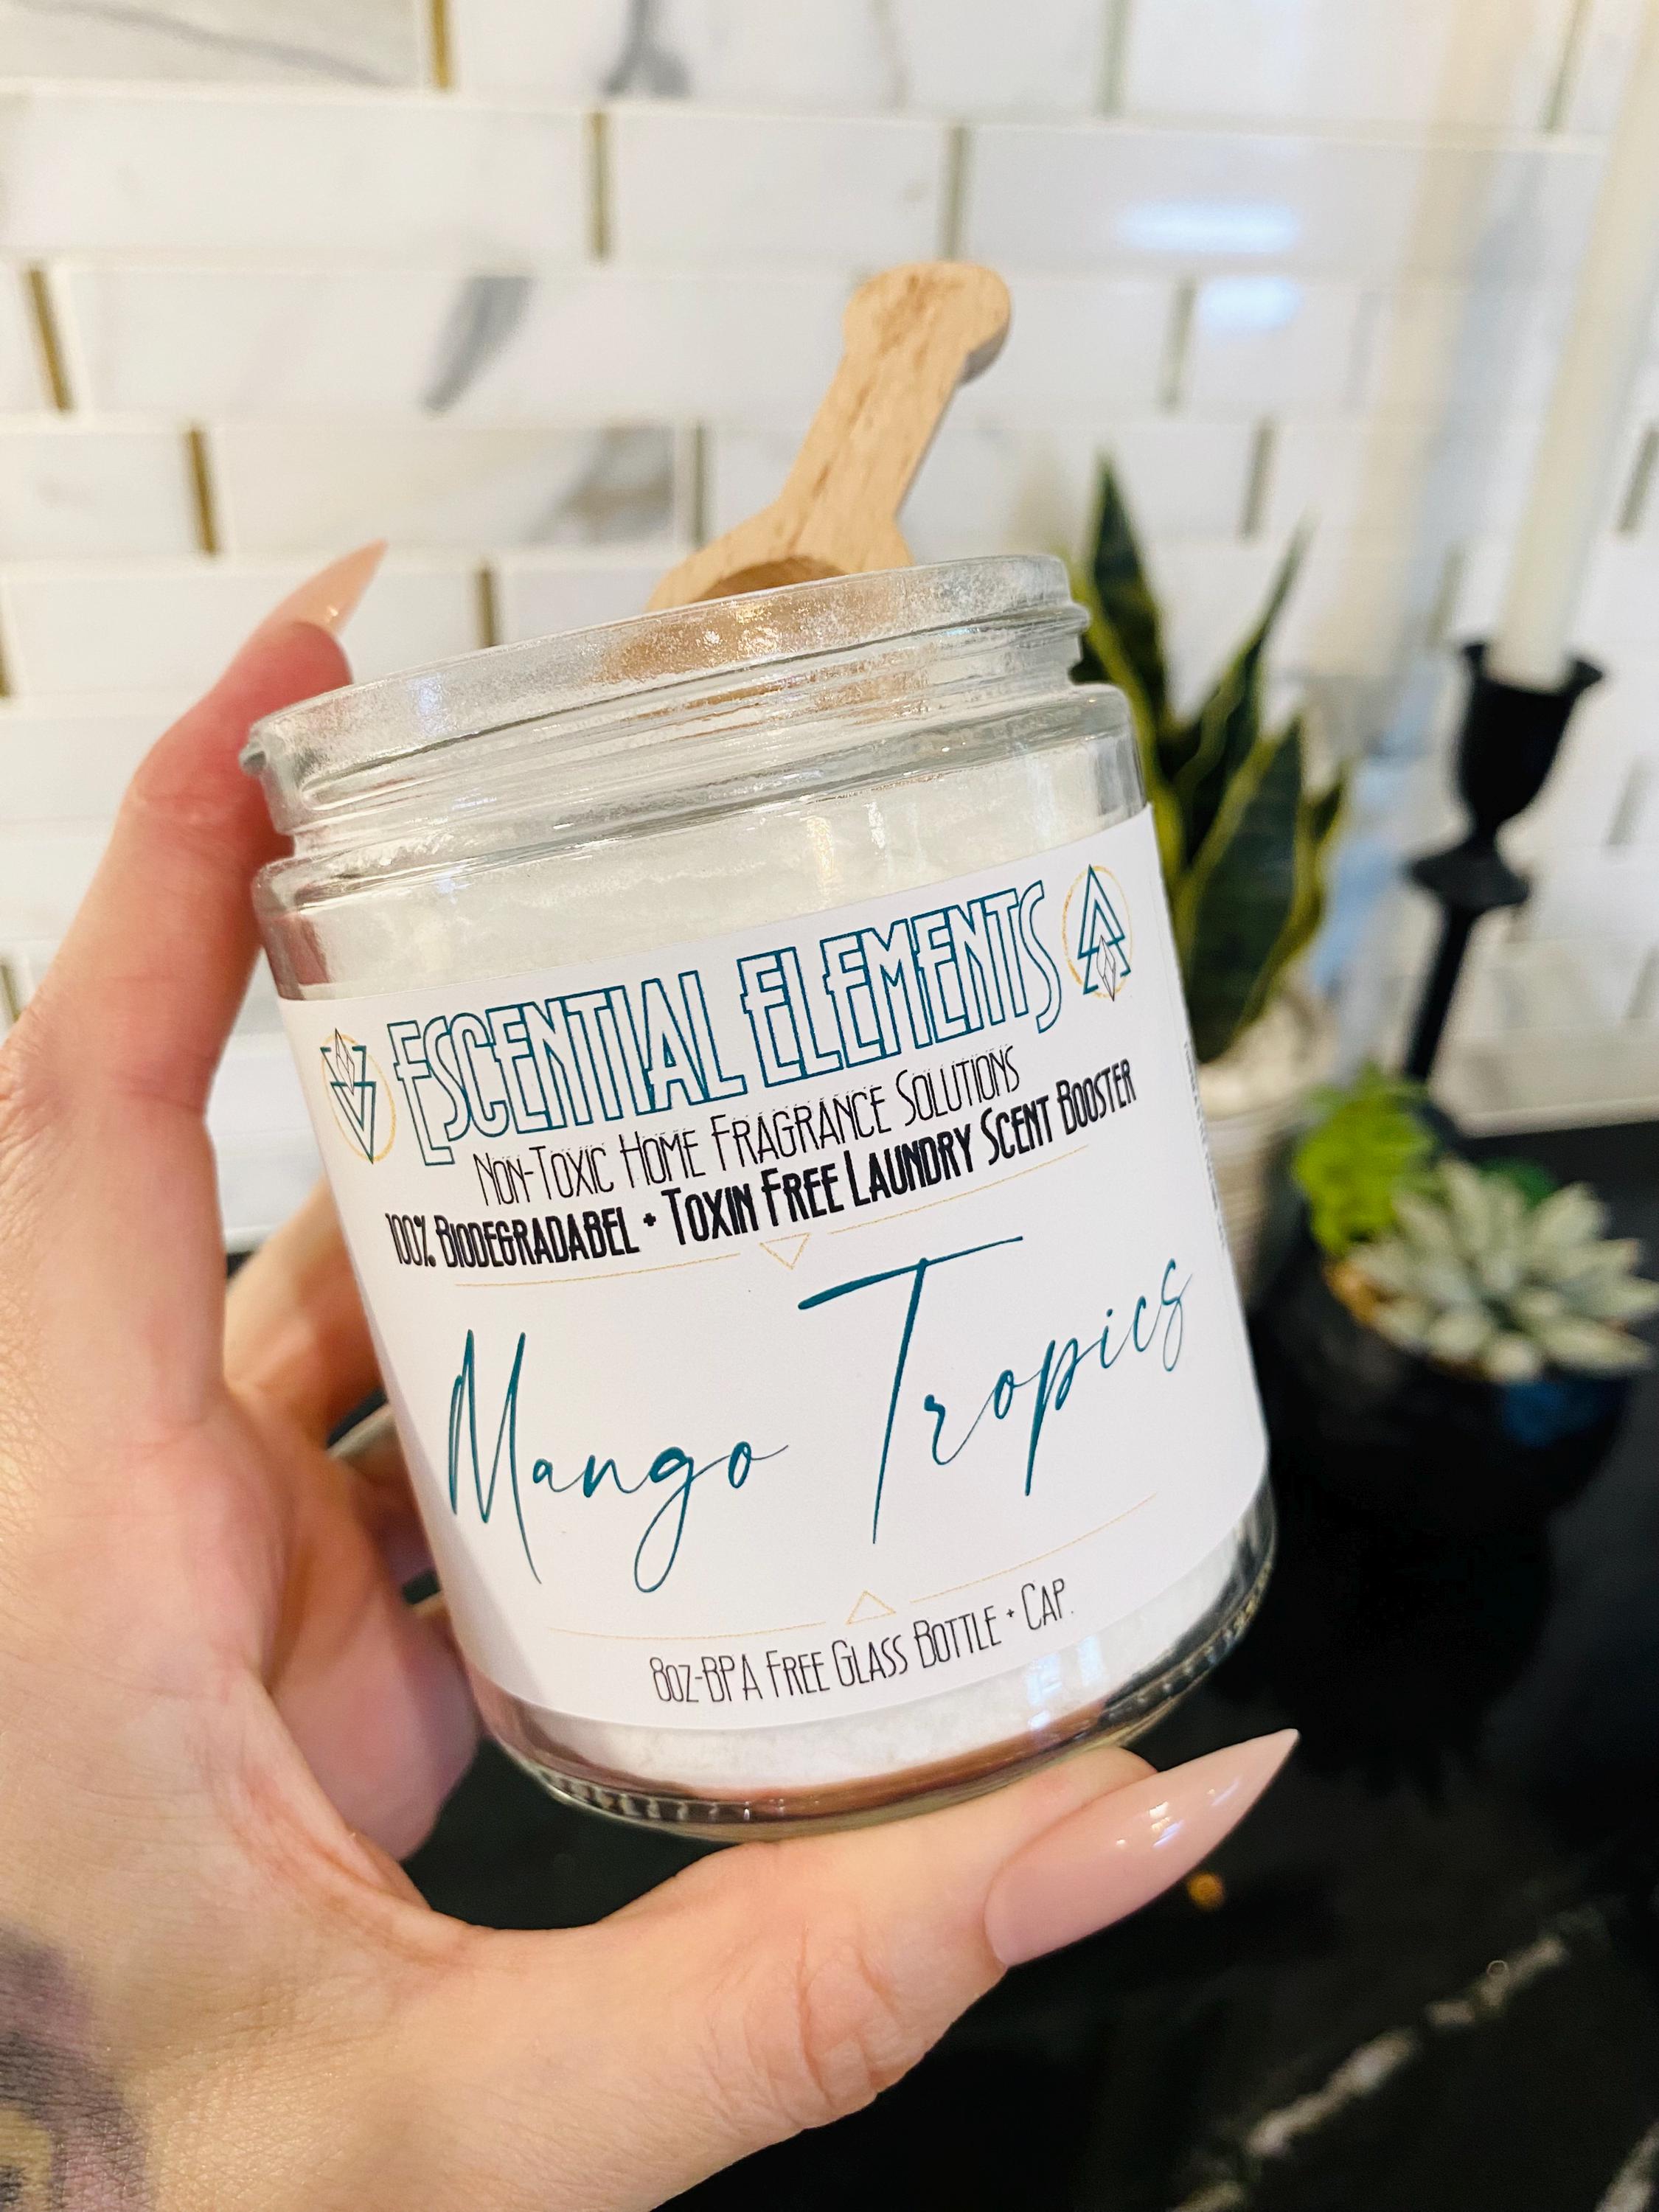 Escential Elements
Non-Toxic Home Fragrance Solutions
100% Biodegradabel + Toxin Free Laundry Scent Booster
Mango Tropics
8oz-BPA Free Glass Bottle + Cap.